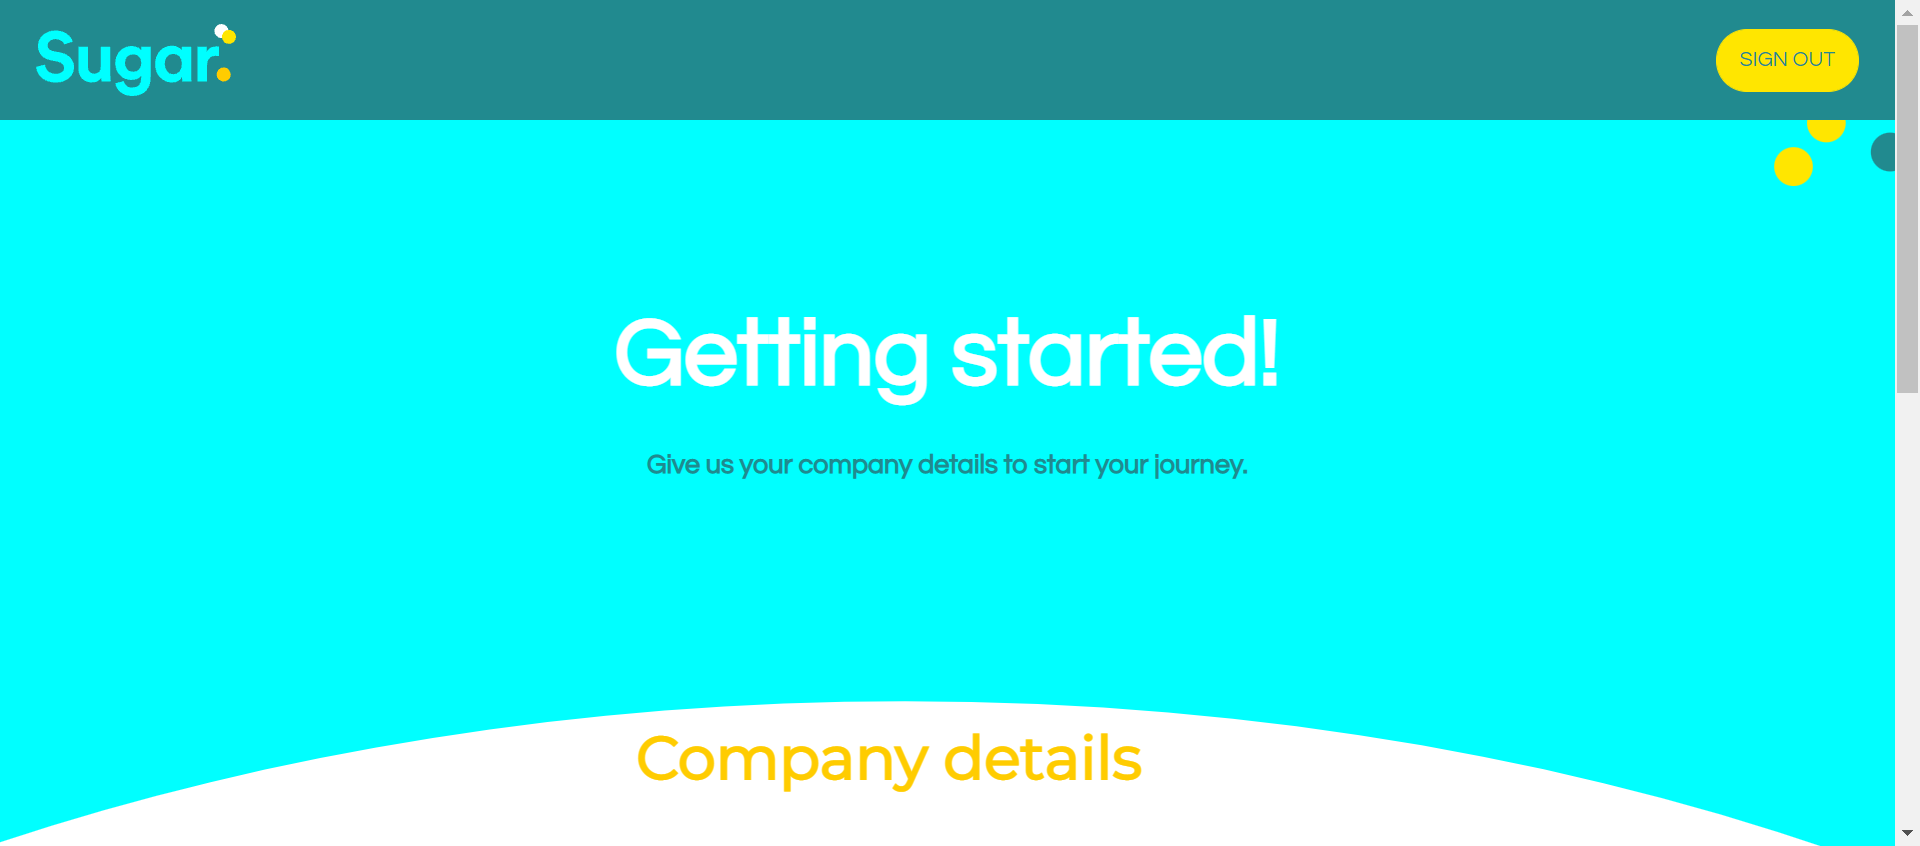 Sugar.
SIGN OUT
Getting started!
Give us your company details to start your journey.
Company details